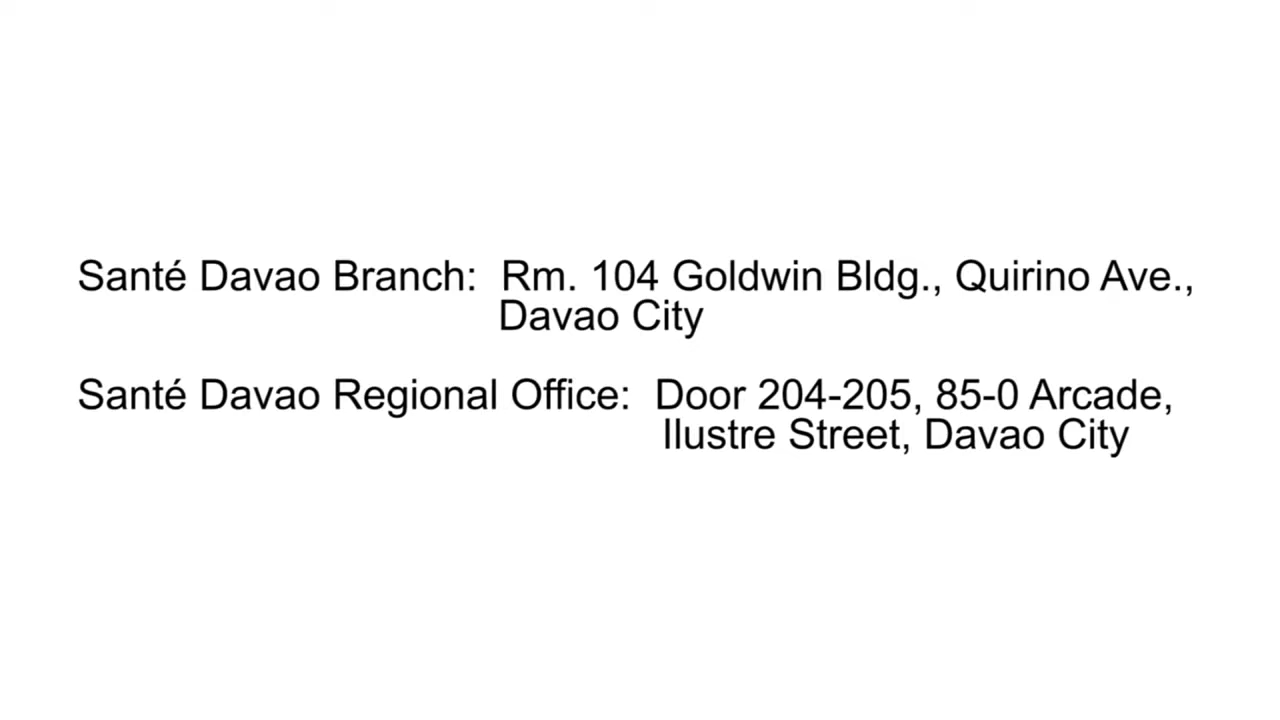 Santé Davao Branch: Rm. 104 Goldwin Bldg., Quirino Ave.,
Davao City
Santé Davao Regional Office: Door 204-205, 85-0 Arcade,
Ilustre Street, Davao City